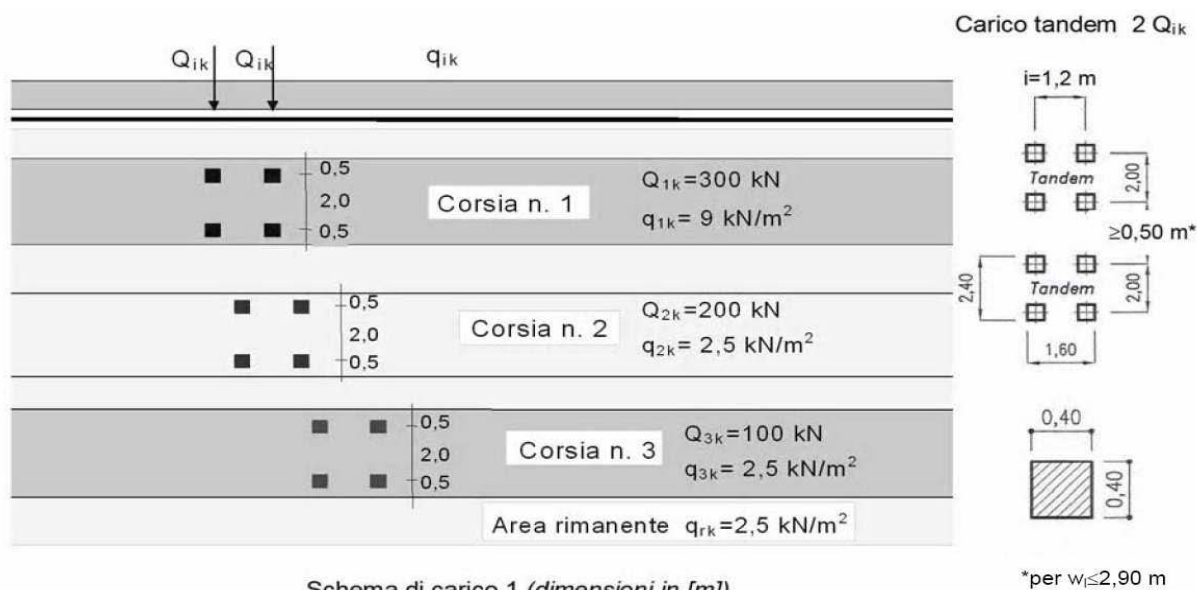 Carico tandem 2 Qik
Qik Qik qik
i=1,2 m
0,5
2,0
0,5
Corsia n. 1
Q1k=300 kN
q1k= 9 kN/m²
Tandem
2,00
≥0,50 m*
0,5
2,0
0,5
Corsia n. 2
Q2k=200 kN
q2k= 2,5 kN/m²
2,40
Tandem
2,00
1,60
0,5
2,0
0,5
Corsia n. 3
Q3k=100 kN
q3k= 2,5 kN/m²
0,40
0,40
Area rimanente qrk=2,5 kN/m²
Schema di carico 1 (dimensioni in [m])
*per wl≤2,90 m